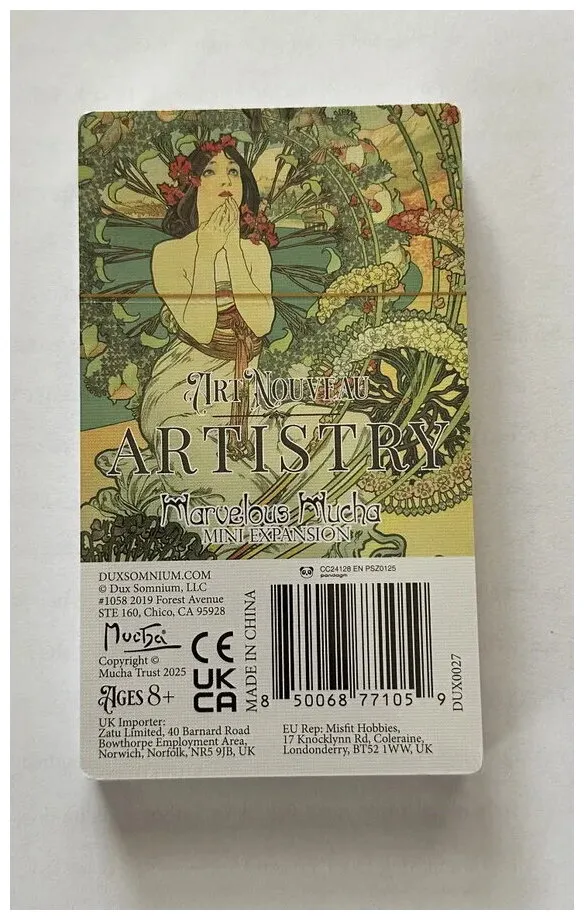 ART NOUVEAU
ARTISTRY
Marvelous Mucha
MINI EXPANSION
DUXSOMNIUM.COM
© Dux Somnium, LLC
#1058 2019 Forest Avenue
STE 160, Chico, CA 95928
Mucha
Copyright ©
Mucha Trust 2025
AGES 8+
CE
UK
CA
MADE IN CHINA
pandagm
CC24128 EN PSZ0125
8 50068 77105 9
DUX0027
UK Importer:
Zatu Limited, 40 Barnard Road
Bowthorpe Employment Area,
Norwich, Norfolk, NR5 9JB, UK
EU Rep: Misfit Hobbies,
17 Knocklynn Rd, Coleraine,
Londonderry, BT52 1WW, UK